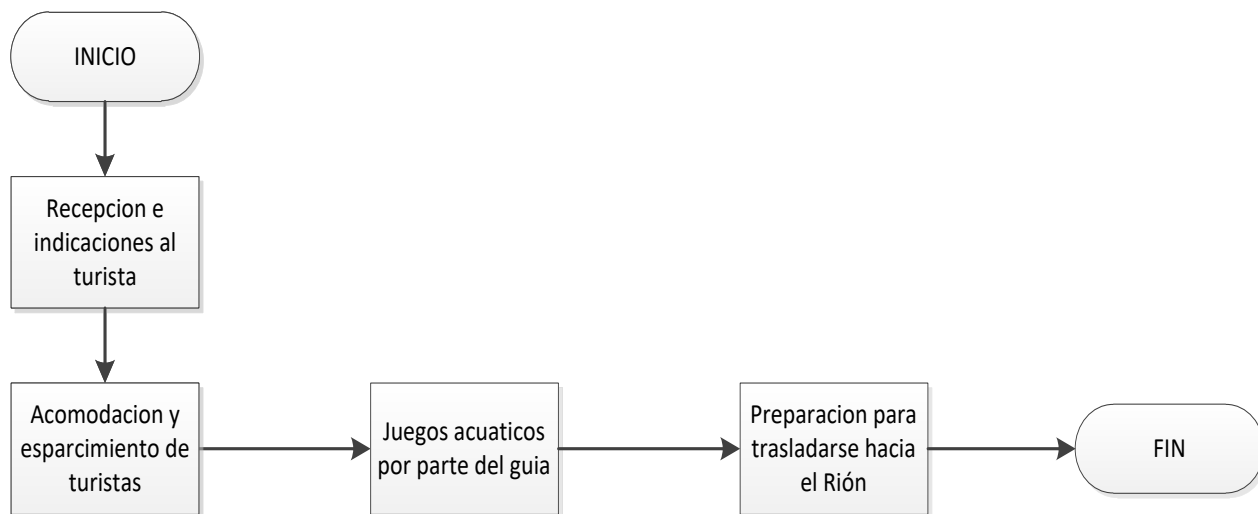 INICIO
Recepcion e
indicaciones al
turista
Acomodacion y
esparcimiento de
turistas
Juegos acuaticos
por parte del guia
Preparacion para
trasladarse hacia
el Rión
FIN